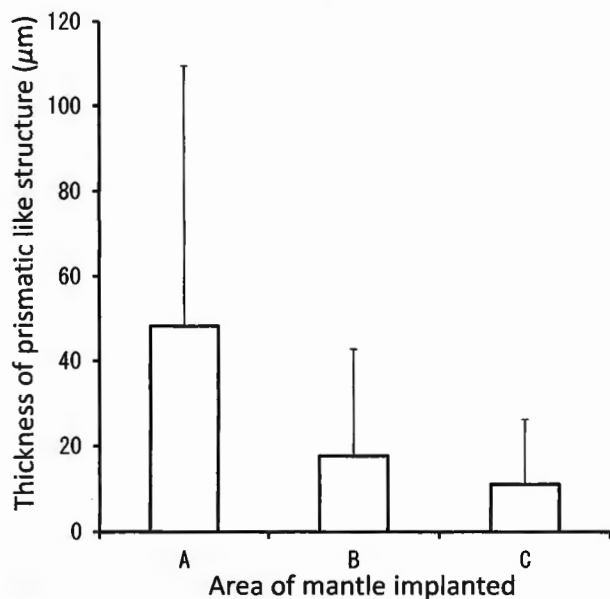 Thickness of prismatic like structure (μm)
120
100
80
60
40
20
0
A B C
Area of mantle implanted